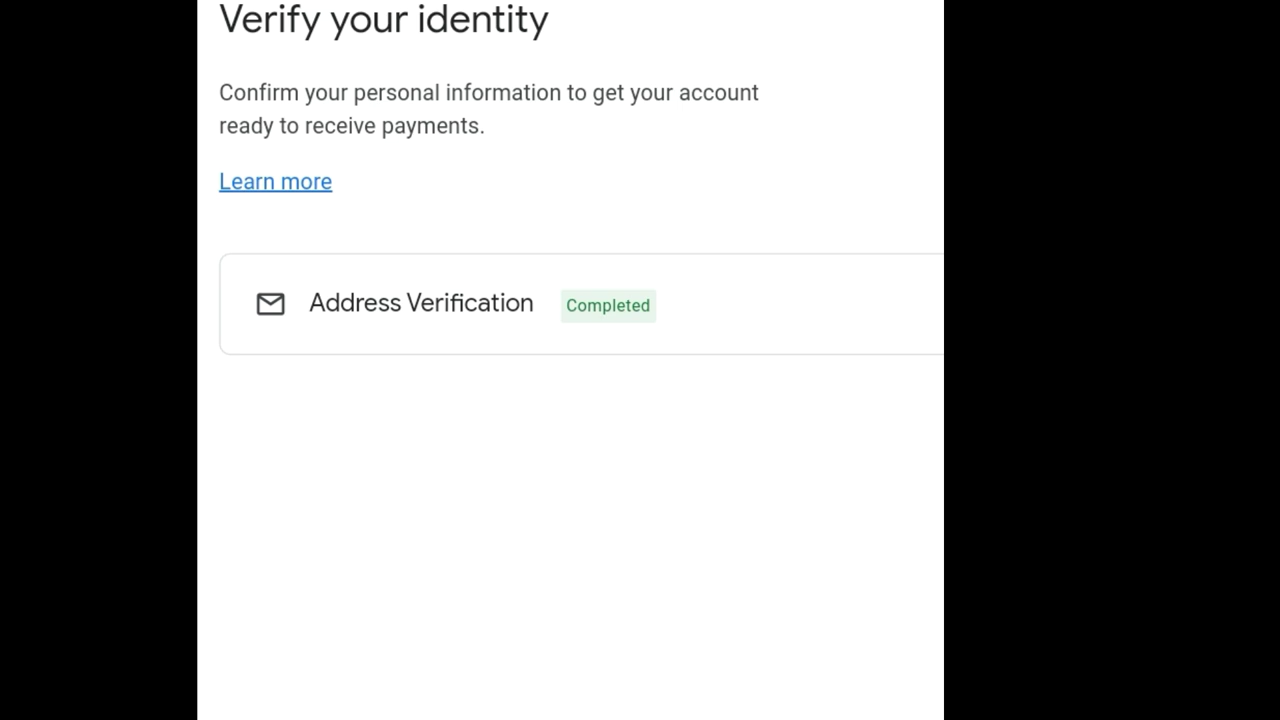 Verify your identity
Confirm your personal information to get your account
ready to receive payments.
Learn more
Address Verification Completed